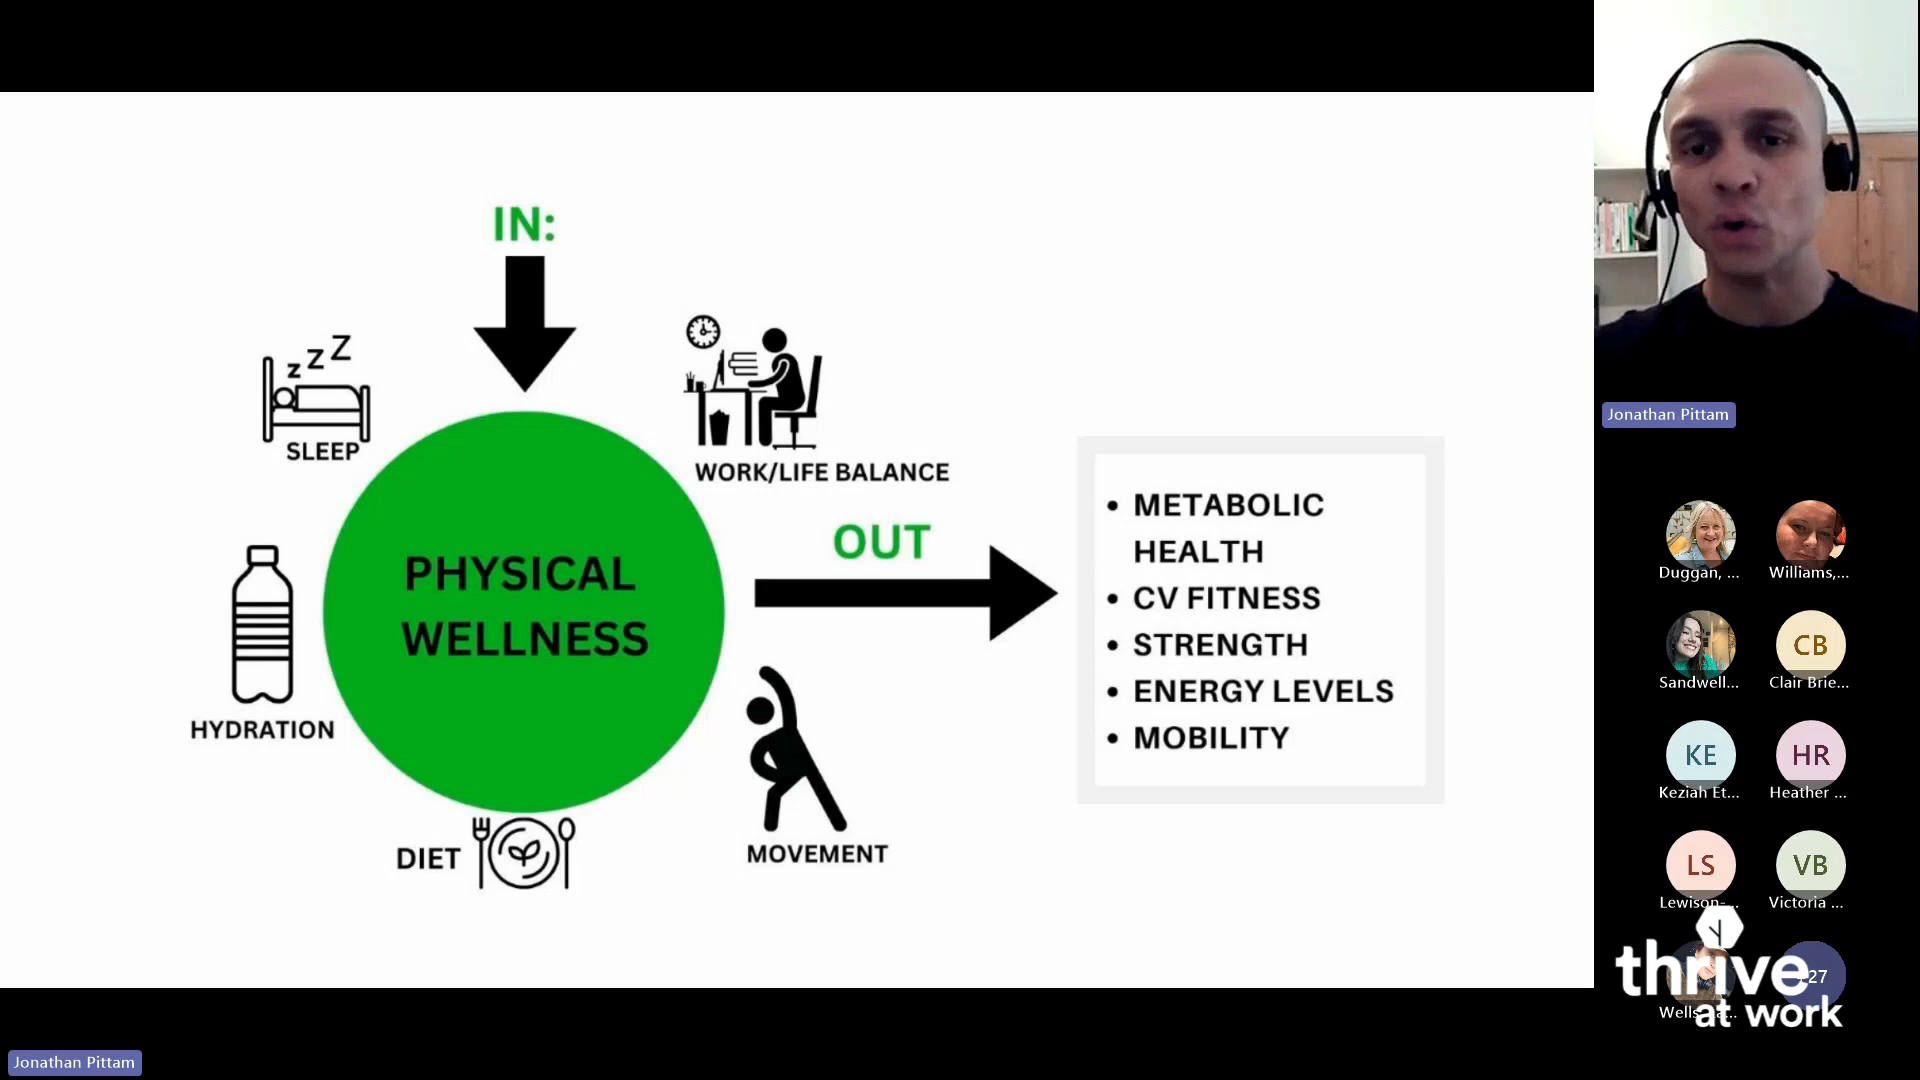 IN:
zZZ
SLEEP
WORK/LIFE BALANCE
OUT
PHYSICAL
WELLNESS
HYDRATION
DIET
MOVEMENT
• METABOLIC
HEALTH
• CV FITNESS
• STRENGTH
• ENERGY LEVELS
• MOBILITY
Jonathan Pittam
Duggan, ...
Williams,...
Sandwell...
CB
Clair Brie...
KE
Keziah Et...
HR
Heather ...
LS
Lewison-...
VB
Victoria ...
27
thrive
at work
Jonathan Pittam